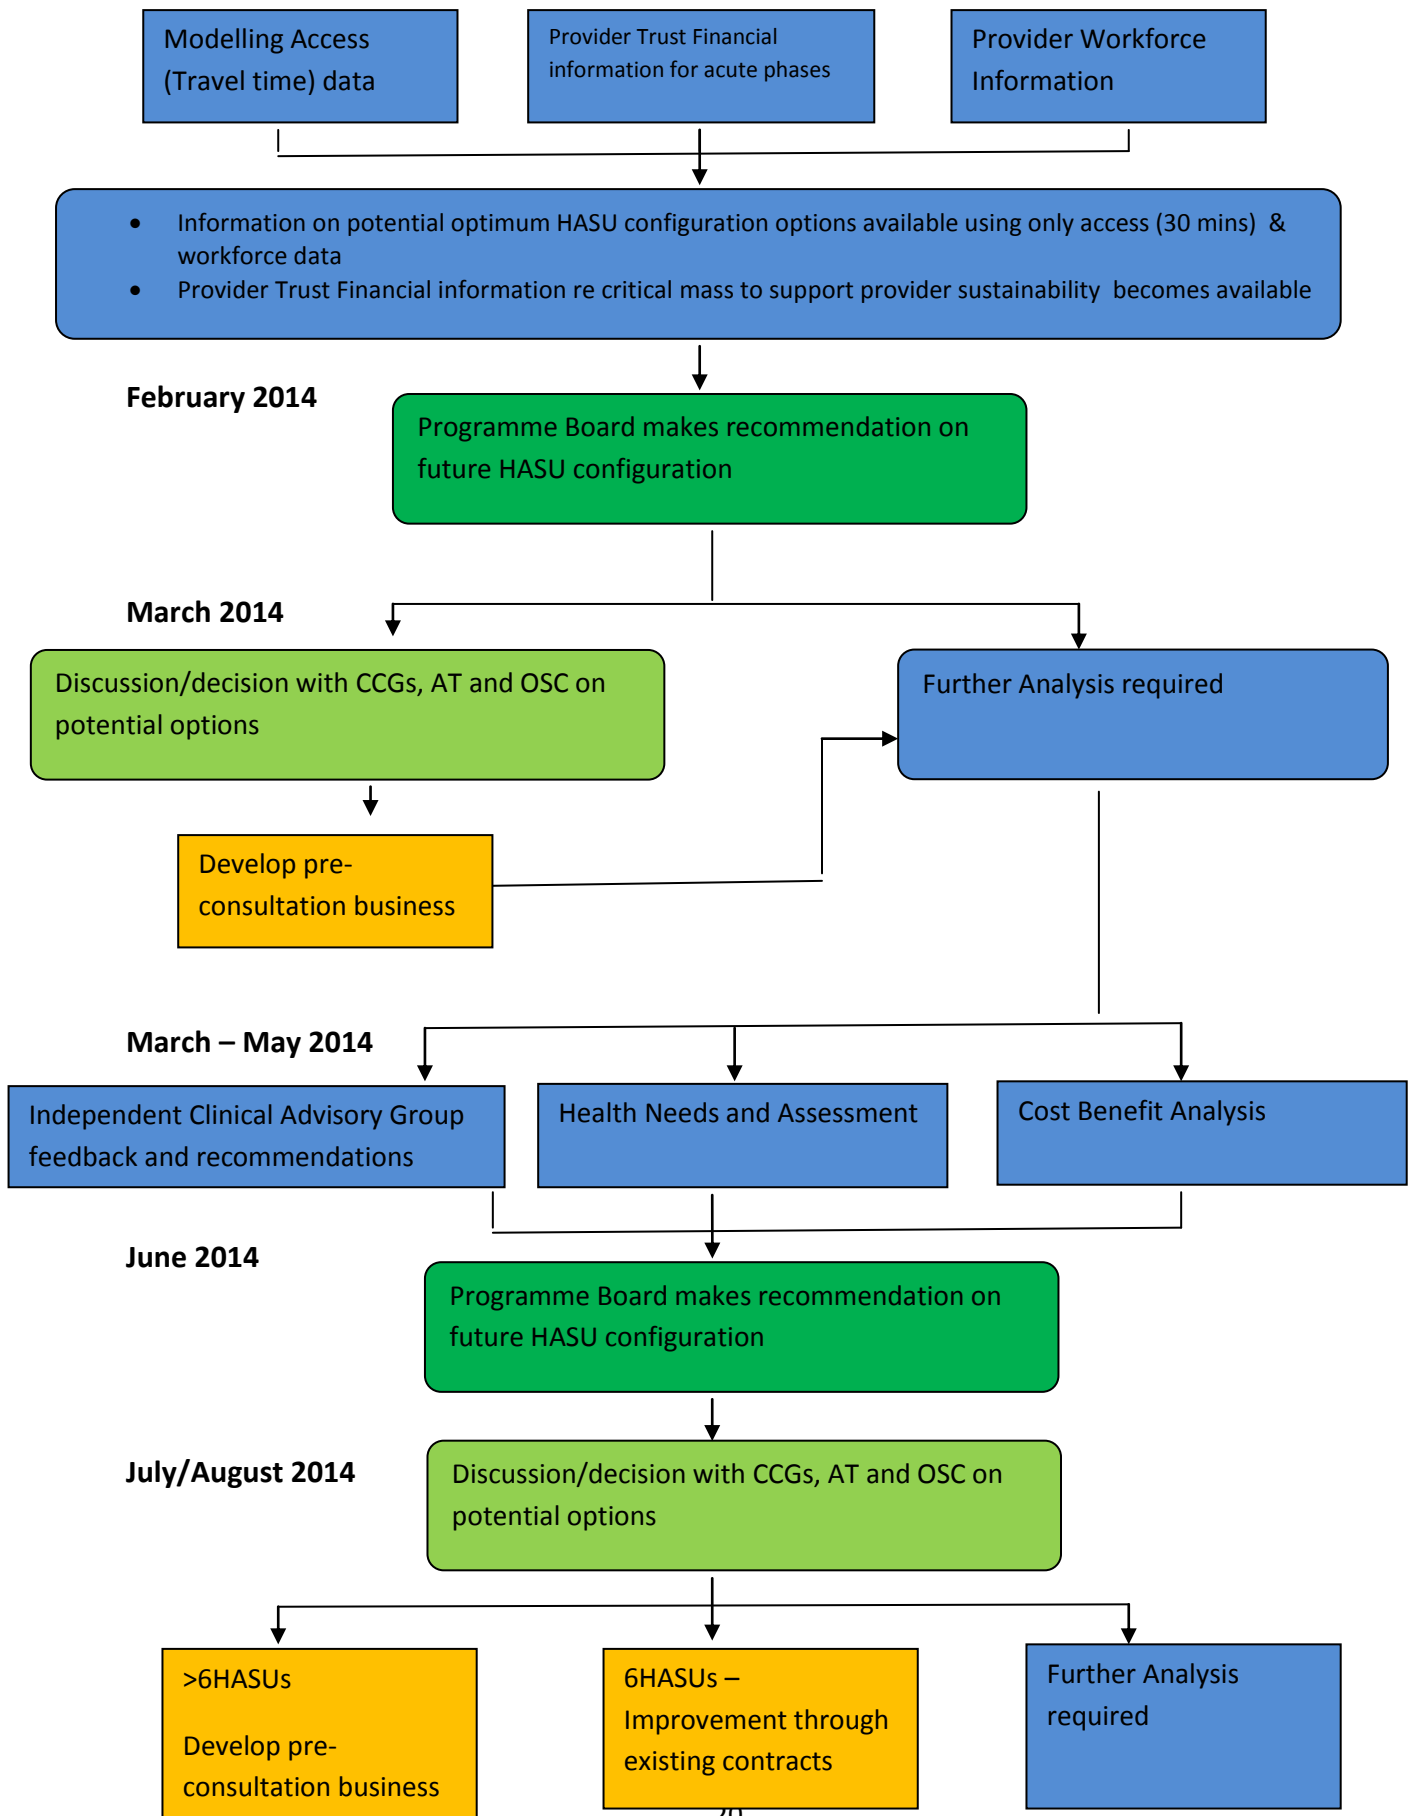 Modelling Access
(Travel time) data
Provider Trust Financial
information for acute phases
Provider Workforce
Information
• Information on potential optimum HASU configuration options available using only access (30 mins) &
workforce data
• Provider Trust Financial information re critical mass to support provider sustainability becomes available
February 2014
Programme Board makes recommendation on
future HASU configuration
March 2014
Discussion/decision with CCGs, AT and OSC on
potential options
Further Analysis required
Develop pre-
consultation business
March – May 2014
Independent Clinical Advisory Group
feedback and recommendations
Health Needs and Assessment
Cost Benefit Analysis
June 2014
Programme Board makes recommendation on
future HASU configuration
July/August 2014
Discussion/decision with CCGs, AT and OSC on
potential options
>6HASUs
Develop pre-
consultation business
6HASUs –
Improvement through
existing contracts
Further Analysis
required